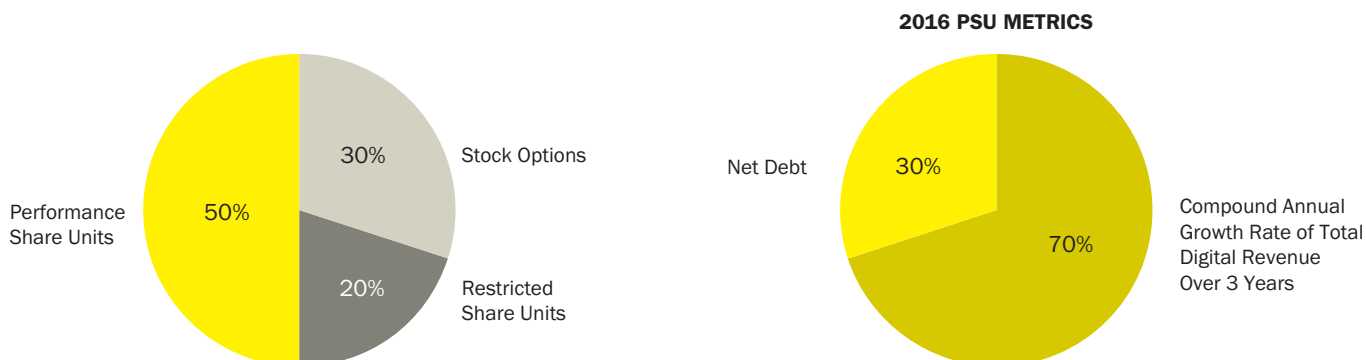 2016 PSU METRICS
30%
Stock Options
Performance
Share Units
50%
20%
Restricted
Share Units
Net Debt
30%
70%
Compound Annual
Growth Rate of Total
Digital Revenue
Over 3 Years